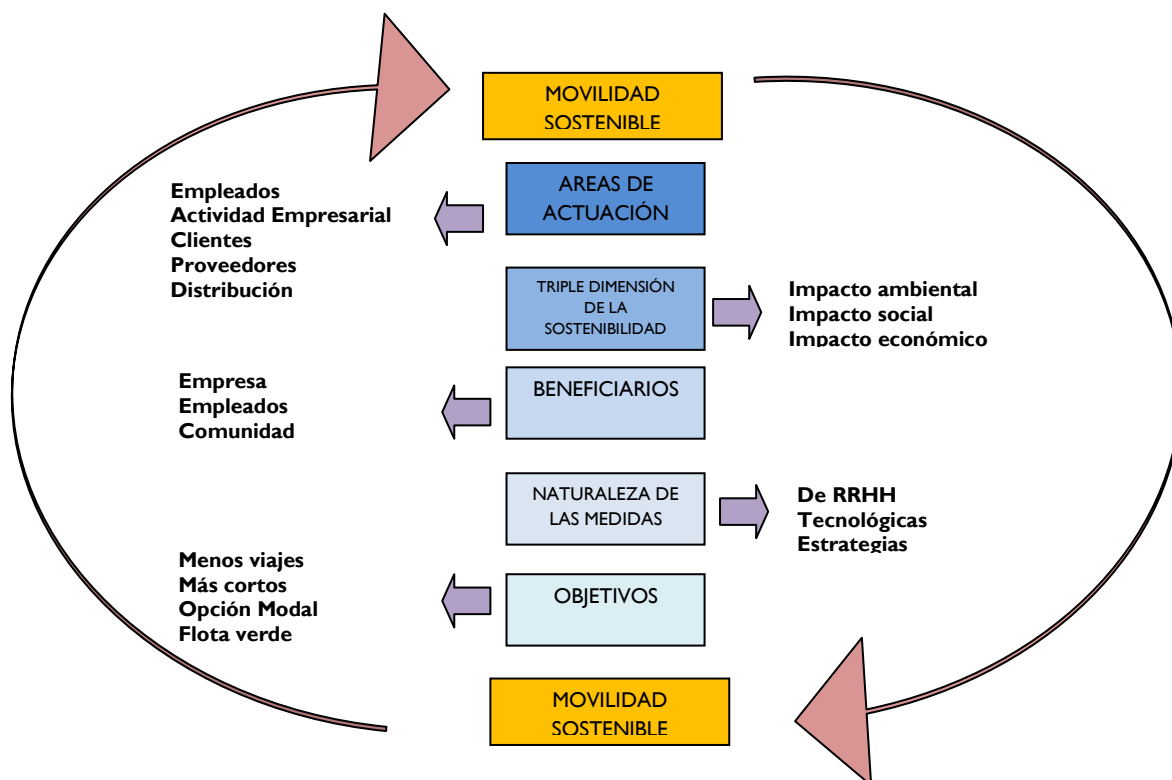 MOVILIDAD
SOSTENIBLE
AREAS DE
ACTUACIÓN
Empleados
Actividad Empresarial
Clientes
Proveedores
Distribución
TRIPLE DIMENSIÓN
DE LA
SOSTENIBILIDAD
Impacto ambiental
Impacto social
Impacto económico
BENEFICIARIOS
Empresa
Empleados
Comunidad
NATURALEZA DE
LAS MEDIDAS
De RRHH
Tecnológicas
Estrategias
OBJETIVOS
Menos viajes
Más cortos
Opción Modal
Flota verde
MOVILIDAD
SOSTENIBLE